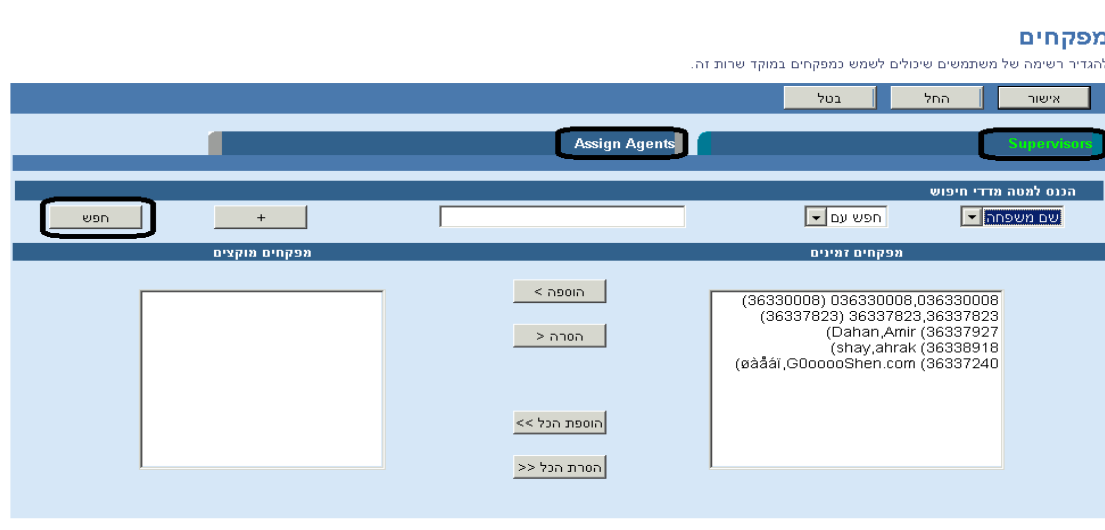 מפקחים
להגדיר רשימה של משתמשים שיכולים לשמש כמפקחים במוקד שרות זה.
אישור
החל
בטל
Supervisors
Assign Agents
הכנס למטה מדדי חיפוש
שם משפחה
חפש עם
+
חפש
מפקחים זמינים
מפקחים מוקצים
(36330008) 036330008,036330008
(36337823) 36337823,36337823
(Dahan,Amir (36337927
(shay,ahrak (36338918
(øàåáï,G0ooooShen.com (36337240
הוספה >
הסרה <
הוספת הכל >>
הסרת הכל <<